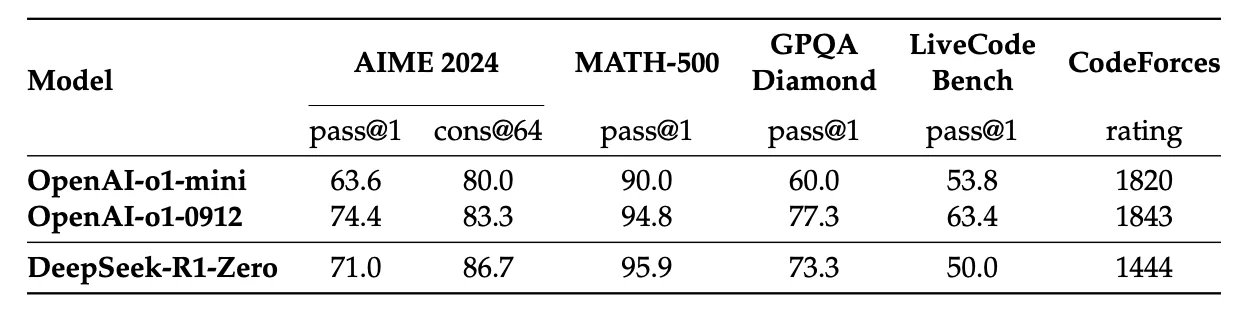 Model AIME 2024 MATH-500 GPQA Diamond LiveCode Bench CodeForces
pass@1 cons@64 pass@1 pass@1 pass@1 rating
OpenAI-o1-mini 63.6 80.0 90.0 60.0 53.8 1820
OpenAI-o1-0912 74.4 83.3 94.8 77.3 63.4 1843
DeepSeek-R1-Zero 71.0 86.7 95.9 73.3 50.0 1444